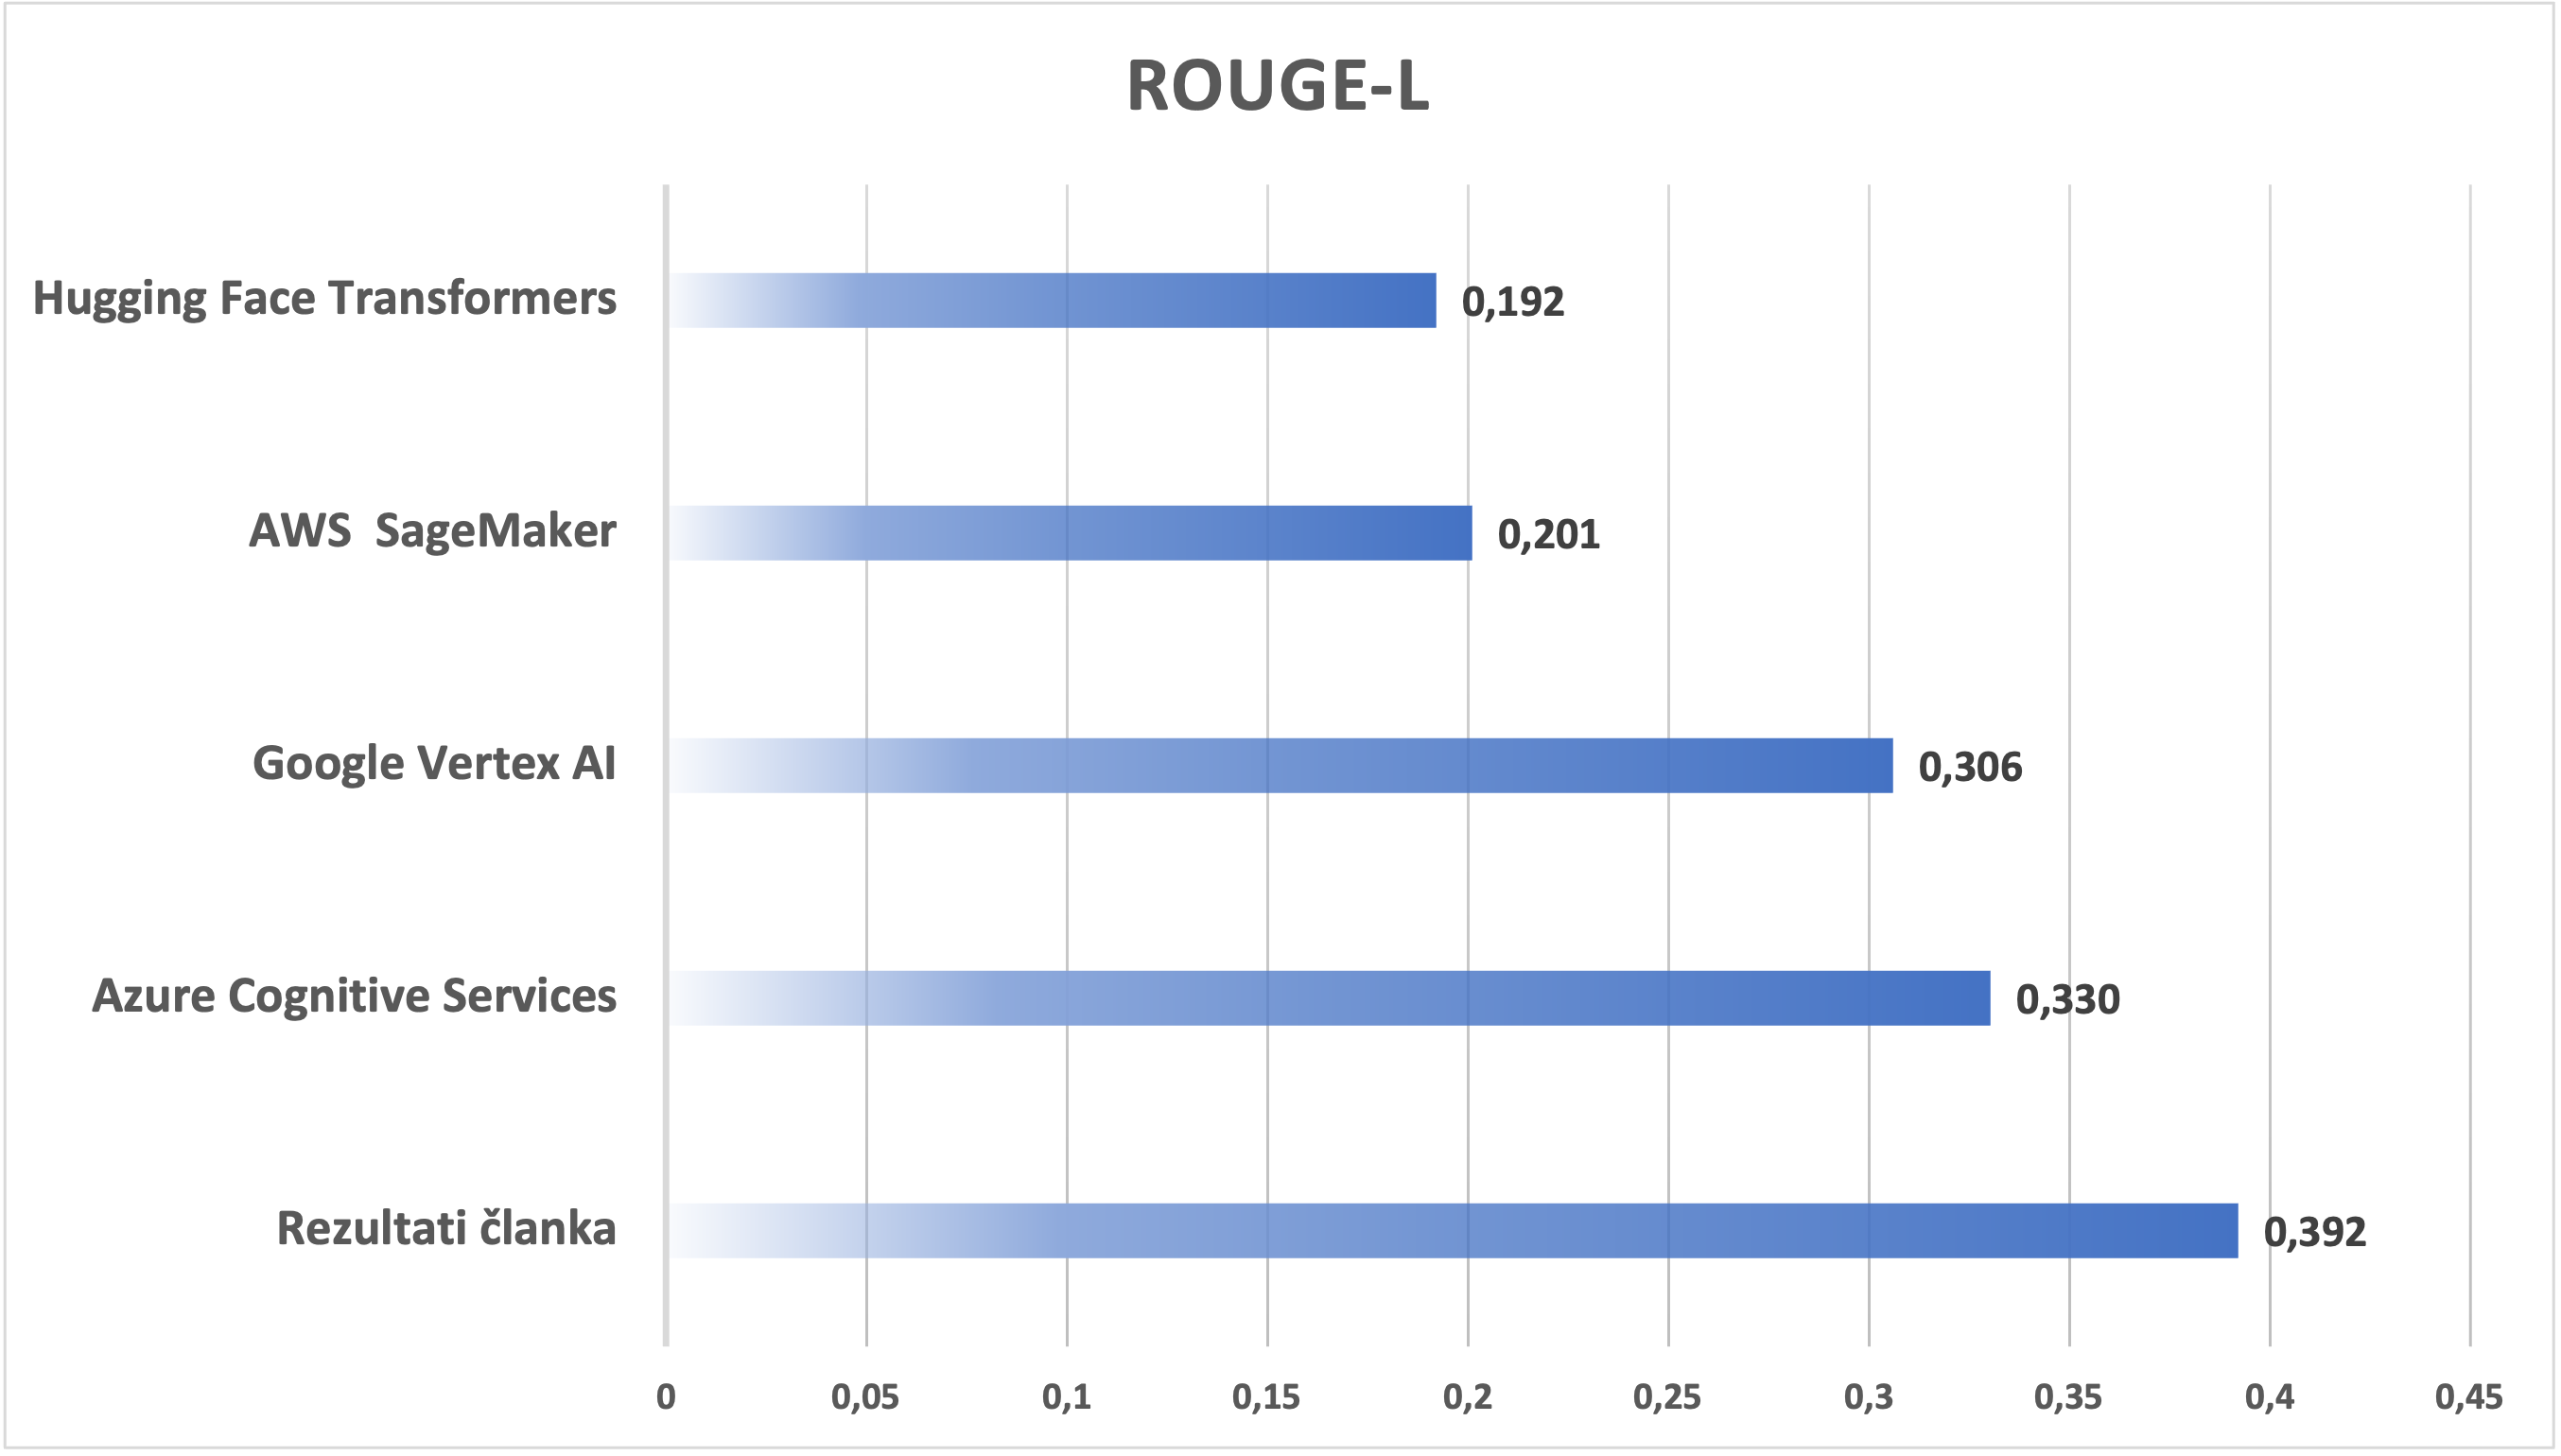 ROUGE-L
Hugging Face Transformers
0,192
AWS  SageMaker
0,201
Google Vertex AI
0,306
Azure Cognitive Services
0,330
Rezultati članka
0,392
0 0,05 0,1 0,15 0,2 0,25 0,3 0,35 0,4 0,45